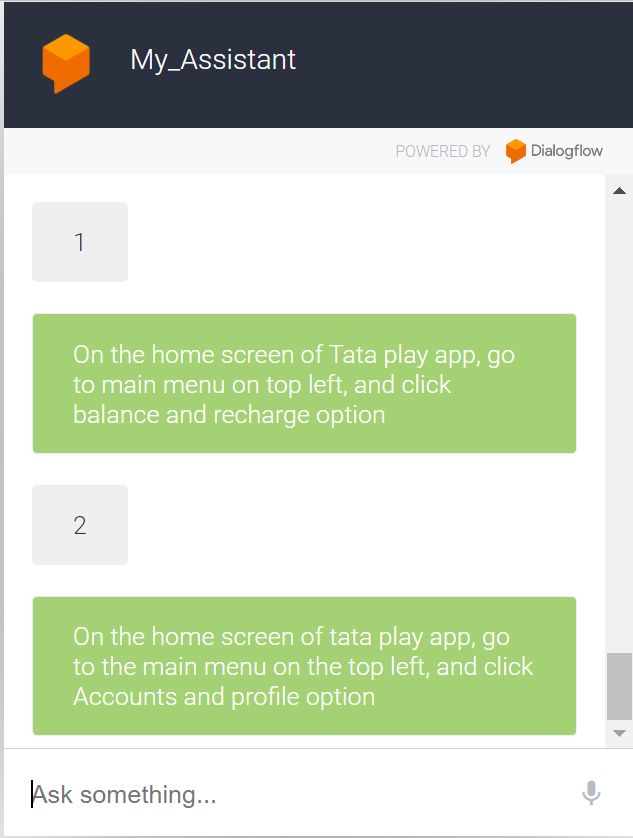 My_Assistant
POWERED BY Dialogflow
1
On the home screen of Tata play app, go
to main menu on top left, and click
balance and recharge option
2
On the home screen of tata play app, go
to the main menu on the top left, and click
Accounts and profile option
Ask something...